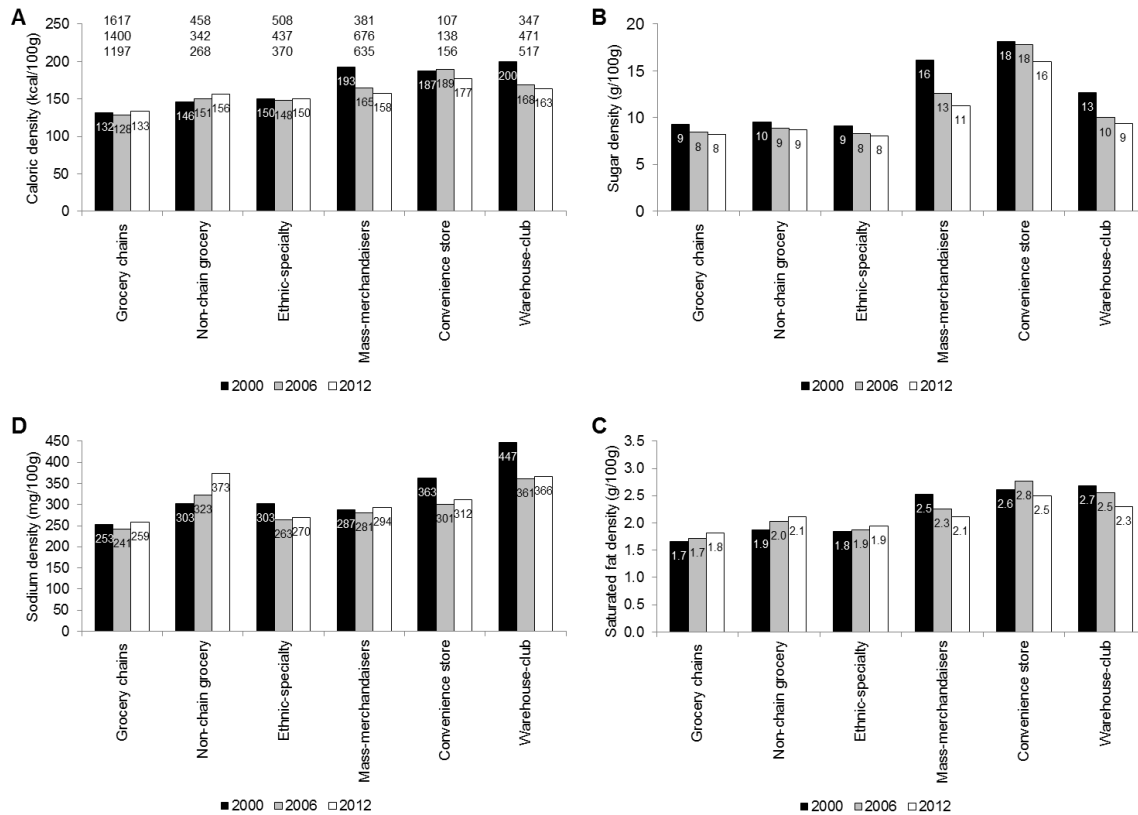 A
1617 458 508 381 107 347
1400 342 437 676 138 471
1197 268 370 635 156 517
Caloric density (kcal/100g)
250
200
150
100
50
0
132 128 133
146 151 156
150 148 150
193 165 158
187 189 177
200 168 163
Grocery chains
Non-chain grocery
Ethnic-specialty
Mass-merchandaisers
Convenience store
Warehouse-club
2000 2006 2012
B
Sugar density (g/100g)
20
15
10
5
0
9 8 8
10 9 9
9 8 8
16 13 11
18 18 16
13 10 9
Grocery chains
Non-chain grocery
Ethnic-specialty
Mass-merchandaisers
Convenience store
Warehouse-club
2000 2006 2012
D
Sodium density (mg/100g)
450
400
350
300
250
200
150
100
50
0
253 241 259
303 323 373
303 263 270
287 281 294
363 301 312
447 361 366
Grocery chains
Non-chain grocery
Ethnic-specialty
Mass-merchandaisers
Convenience store
Warehouse-club
2000 2006 2012
C
Saturated fat density (g/100g)
3.5
3.0
2.5
2.0
1.5
1.0
0.5
0.0
1.7 1.7 1.8
1.9 2.0 2.1
1.8 1.9 1.9
2.5 2.3 2.1
2.6 2.8 2.5
2.7 2.5 2.3
Grocery chains
Non-chain grocery
Ethnic-specialty
Mass-merchandaisers
Convenience store
Warehouse-club
2000 2006 2012